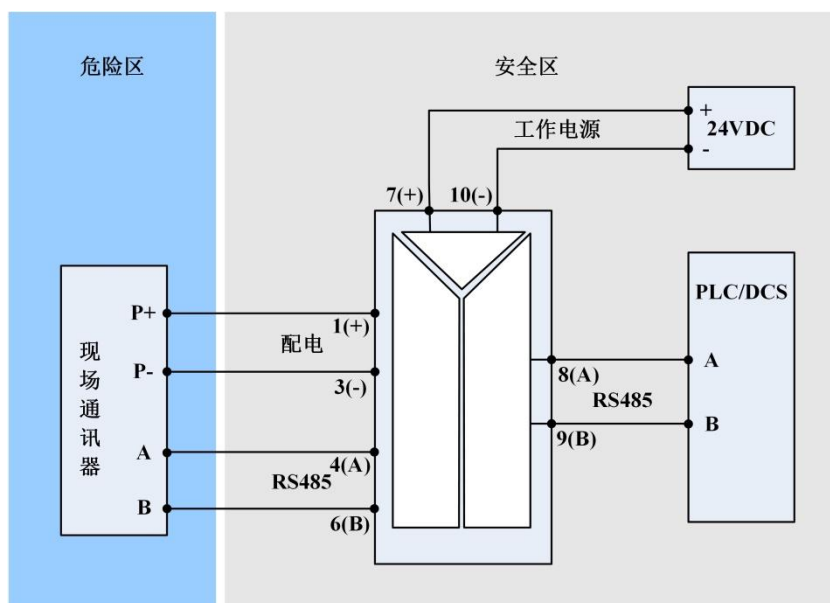 危险区
安全区
+
24VDC
-
工作电源
7(+)
10(-)
P+
1(+)
配电
P-
3(-)
现场通讯器
A
4(A)
RS485
B
6(B)
PLC/DCS
8(A)
A
RS485
9(B)
B